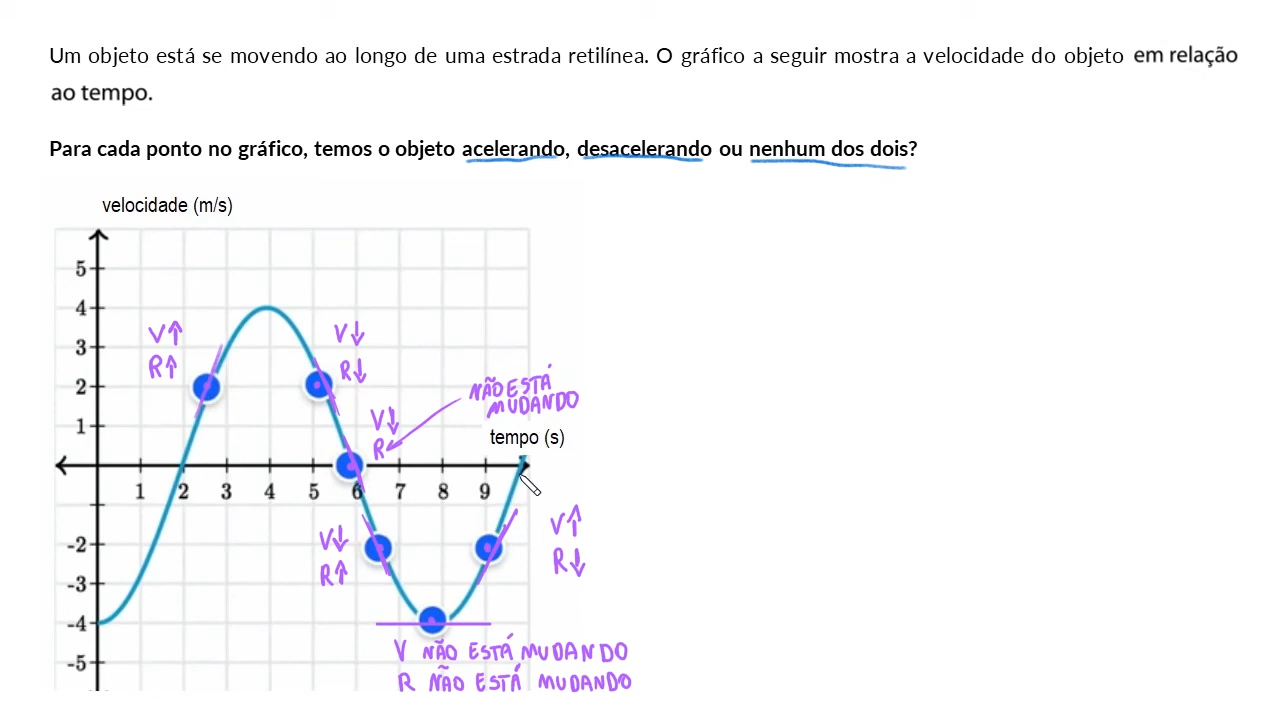 Um objeto está se movendo ao longo de uma estrada retilínea. O gráfico a seguir mostra a velocidade do objeto em relação
ao tempo.
Para cada ponto no gráfico, temos o objeto acelerando, desacelerando ou nenhum dos dois?
velocidade (m/s)
5
4
3
2
1
-2
-3
-4
-5
1 2 3 4 5 6 7 8 9
tempo (s)
V↑
R↑
V↓
R↓
V↓
R
NÃO ESTÁ
MUDANDO
V↓
R↑
V↑
R↓
V NÃO ESTÁ MUDANDO
R NÃO ESTÁ MUDANDO